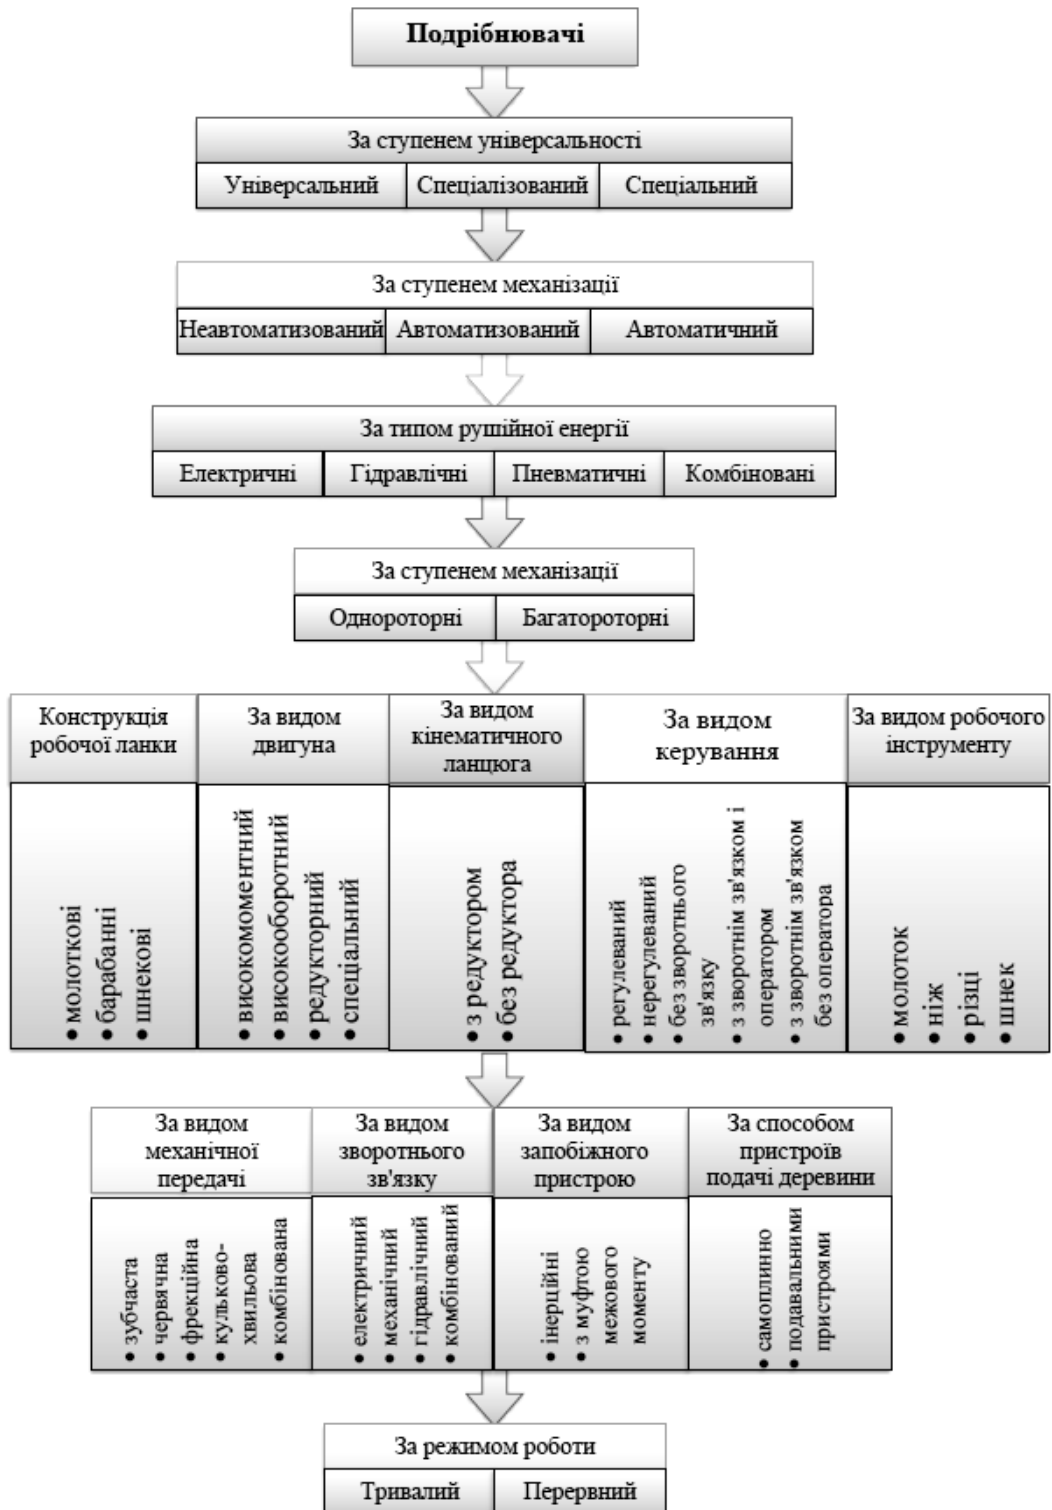 Подрібнювачі
За ступенем універсальності
Універсальний
Спеціалізований
Спеціальний
За ступенем механізації
Неавтоматизований
Автоматизований
Автоматичний
За типом рушійної енергії
Електричні
Гідравлічні
Пневматичні
Комбіновані
За ступенем механізації
Однороторні
Багатороторні
Конструкція
робочої ланки
• молоткові
• барабанні
• шнекові
За видом
двигуна
• високомоментний
• високооборотний
• редукторний
• спеціальний
За видом
кінематичного
ланцюга
• з редуктором
• без редуктора
За видом
керування
• регулеваний
• нерегулеваний
• без зворотнього
зв'язку
• з зворотнім зв'язком і
оператором
• з зворотнім зв'язком
без оператора
За видом робочого
інструменту
• молоток
• ніж
• різці
• шнек
За видом
механічної
передачі
• зубчаста
• червячна
• фрекційна
• кульково-
хвильова
• комбінована
За видом
зворотнього
зв'язку
• електричний
• механічний
• гідравлічний
• комбінований
За видом
запобіжного
пристрою
• інерційні
• з муфтою
межового
моменту
За способом
пристроїв
подачі деревини
• самоплинно
• подавальними
пристроями
За режимом роботи
Тривалий
Перервний